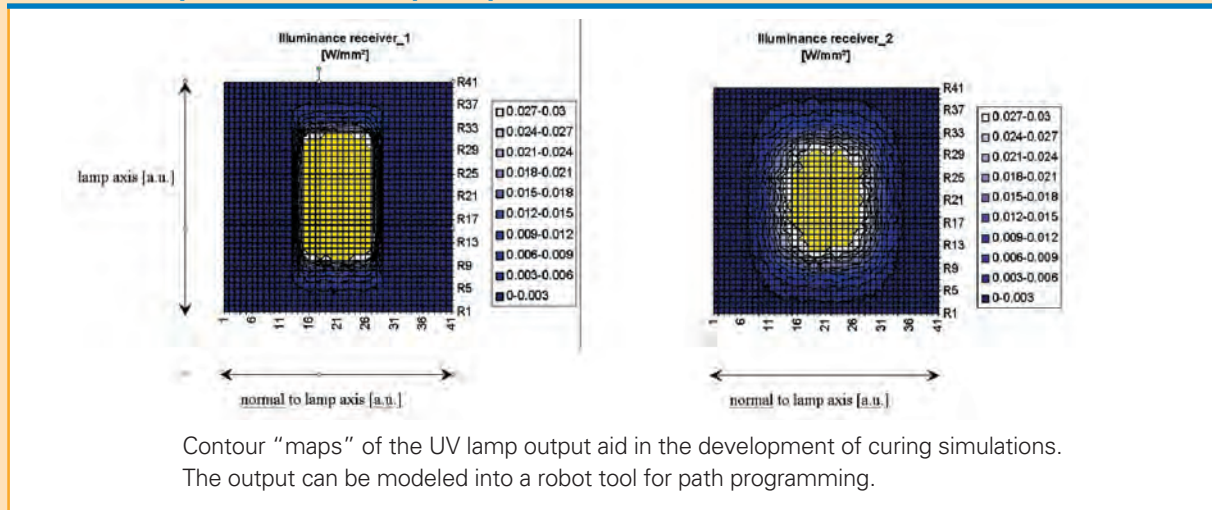 Illuminance receiver_1
[W/mm²]
R41
R37
R33
R29
R25
R21
R17
R13
R9
R5
R1
0.027-0.03
0.024-0.027
0.021-0.024
0.018-0.021
0.015-0.018
0.012-0.015
0.009-0.012
0.006-0.009
0.003-0.006
0-0.003
lamp axis [a.u.]
1 6 11 16 21 26 31 36 41
normal to lamp axis [a.u.]
Illuminance receiver_2
[W/mm²]
R41
R37
R33
R29
R25
R21
R17
R13
R9
R5
R1
0.027-0.03
0.024-0.027
0.021-0.024
0.018-0.021
0.015-0.018
0.012-0.015
0.009-0.012
0.006-0.009
0.003-0.006
0-0.003
1 6 11 16 21 26 31 36 41
normal to lamp axis [a.u.]
Contour “maps” of the UV lamp output aid in the development of curing simulations.
The output can be modeled into a robot tool for path programming.